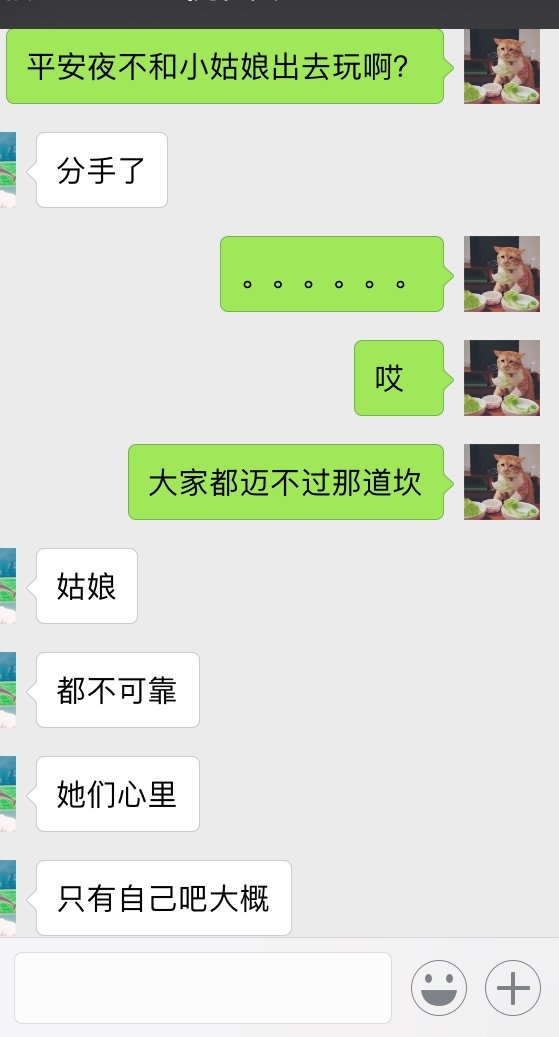 平安夜不和小姑娘出去玩啊？
分手了
。。。。。。
哎
大家都迈不过那道坎
姑娘
都不可靠
她们心里
只有自己吧大概